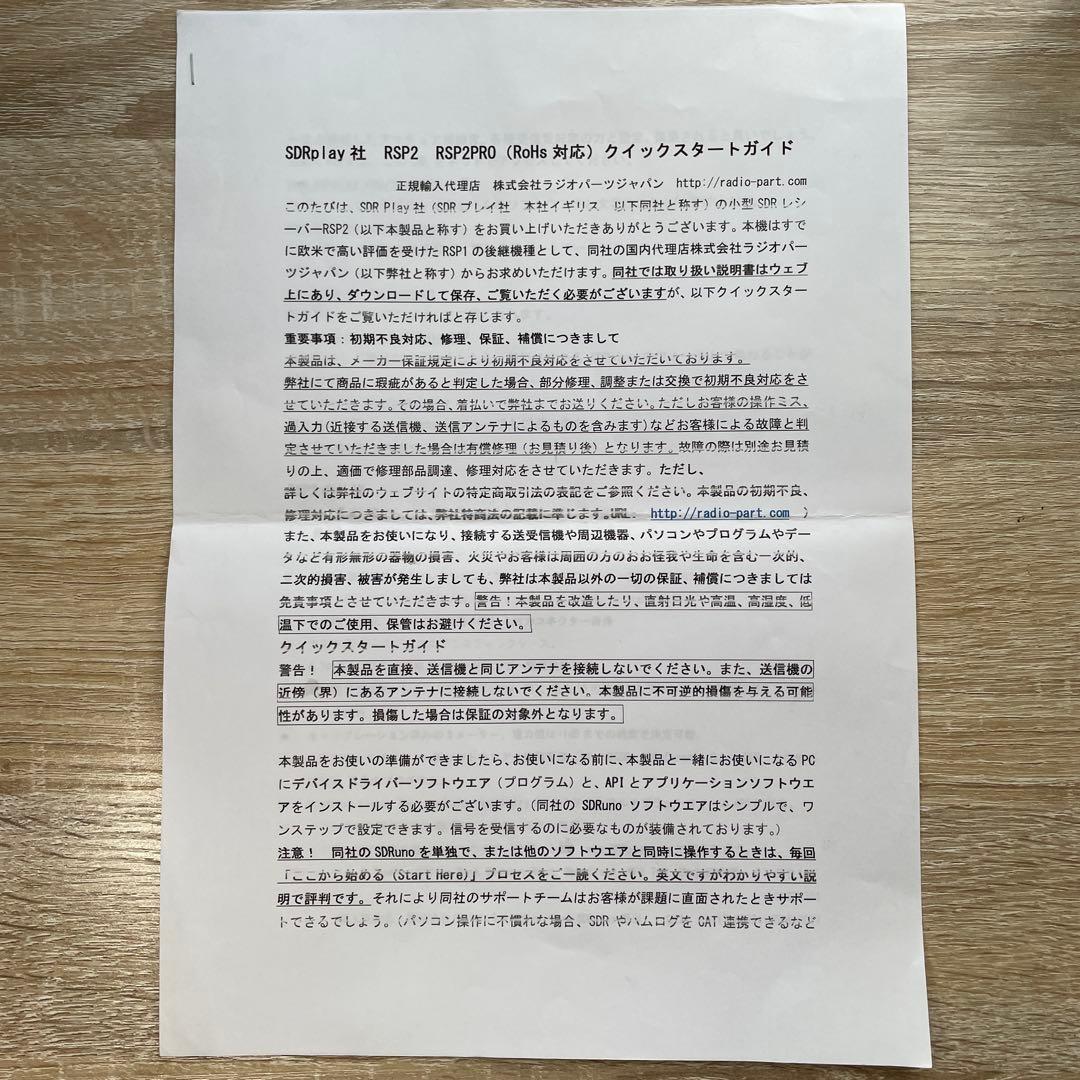 SDRplay 社　RSP2　RSP2PRO（RoHs 対応）クイックスタートガイド
正規輸入代理店　株式会社ラジオパーツジャパン　http://radio-part.com
このたびは、SDR Play 社（SDR プレイ社　本社イギリス　以下同社と称す）の小型 SDR レシ
ーバーRSP2（以下本製品と称す）をお買い上げいただきありがとうございます。本機はすで
に欧米で高い評価を受けた RSP1 の後継機種として、同社の国内代理店株式会社ラジオパー
ツジャパン（以下弊社と称す）からお求めいただけます。同社では取り扱い説明書はウェブ
上にあり、ダウンロードして保存、ご覧いただく必要がございますが、以下クイックスター
トガイドをご覧いただければと存じます。
重要事項：初期不良対応、修理、保証、補償につきまして
本製品は、メーカー保証規定により初期不良対応をさせていただいております。
弊社にて商品に瑕疵があると判定した場合、部分修理、調整または交換で初期不良対応をさ
せていただきます。その場合、着払いで弊社までお送りください。ただしお客様の操作ミス、
過入力（近接する送信機、送信アンテナによるものを含みます）などお客様による故障と判
定させていただきました場合は有償修理（お見積り後）となります。故障の際は別途お見積
りの上、適価で修理部品調達、修理対応をさせていただきます。ただし、
詳しくは弊社のウェブサイトの特定商取引法の表記をご参照ください。本製品の初期不良、
修理対応につきましては、弊社特商法の記載に準じます。URL:　http://radio-part.com　）
また、本製品をお使いになり、接続する送受信機や周辺機器、パソコンやプログラムやデー
タなど有形無形の器物の損害、火災やお客様は周囲の方のおお怪我や生命を含む一次的、
二次的損害、被害が発生しましても、弊社は本製品以外の一切の保証、補償につきましては
免責事項とさせていただきます。警告！本製品を改造したり、直射日光や高温、高湿度、低
温下でのご使用、保管はお避けください。
クイックスタートガイド
警告！　本製品を直接、送信機と同じアンテナを接続しないでください。また、送信機の
近傍（界）にあるアンテナに接続しないでください。本製品に不可逆的損傷を与える可能
性があります。損傷した場合は保証の対象外となります。
本製品をお使いの準備ができましたら、お使いになる前に、本製品と一緒にお使いになる PC
にデバイスドライバーソフトウエア（プログラム）と、API とアプリケーションソフトウエ
アをインストールする必要がございます。（同社の SDRuno ソフトウエアはシンプルで、ワ
ンステップで設定できます。信号を受信するのに必要なものが装備されております。）
注意！　同社の SDRuno を単独で、または他のソフトウエアと同時に操作するときは、毎回
「ここから始める（Start Here）」プロセスをご一読ください。英文ですがわかりやすい説
明で評判です。それにより同社のサポートチームはお客様が課題に直面されたときサポー
トできるでしょう。（パソコン操作に不慣れな場合、SDR やハムログを CAT 連携できるなど